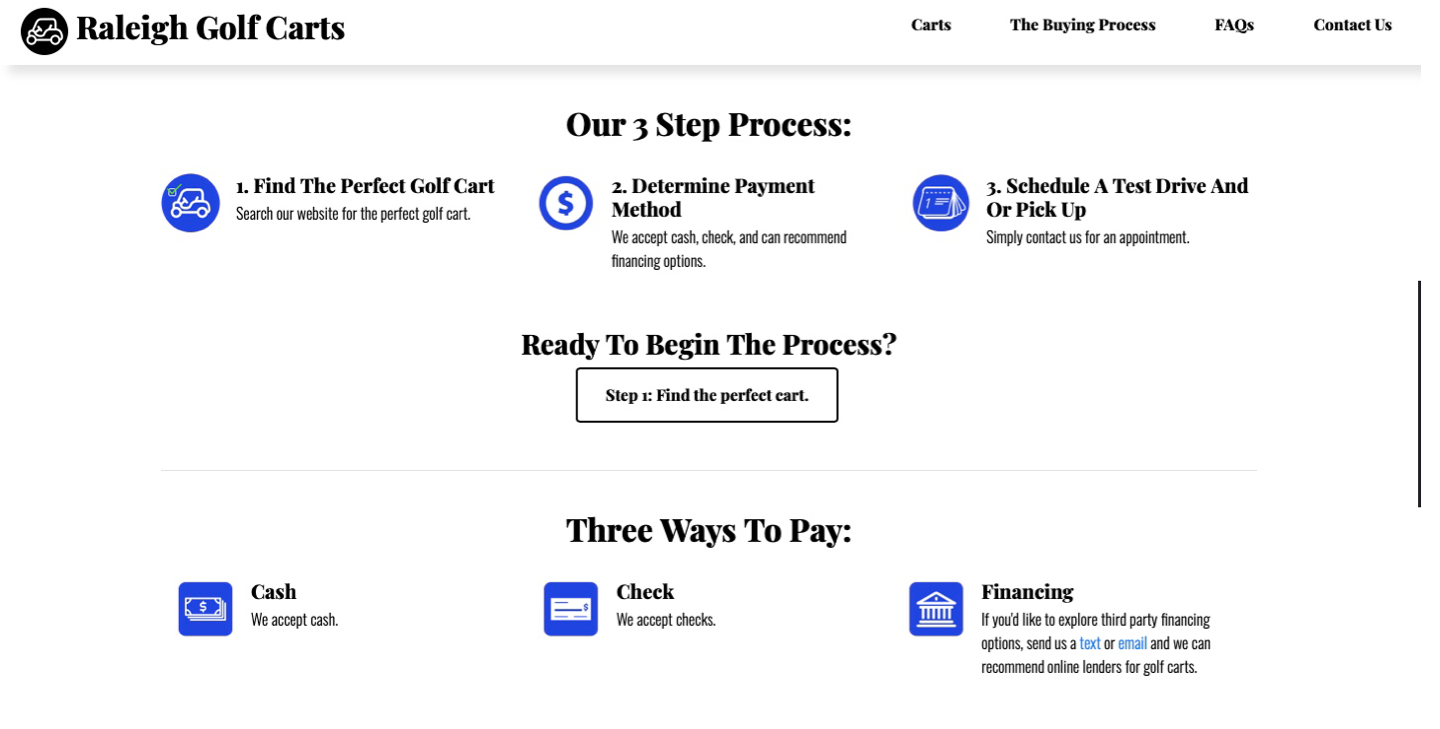 Raleigh Golf Carts
Carts
The Buying Process
FAQs
Contact Us
Our 3 Step Process:
1. Find The Perfect Golf Cart
Search our website for the perfect golf cart.
$
2. Determine Payment
Method
We accept cash, check, and can recommend
financing options.
1
3. Schedule A Test Drive And
Or Pick Up
Simply contact us for an appointment.
Ready To Begin The Process?
Step 1: Find the perfect cart.
Three Ways To Pay:
$
Cash
We accept cash.
$
Check
We accept checks.
Financing
If you'd like to explore third party financing
options, send us a text or email and we can
recommend online lenders for golf carts.